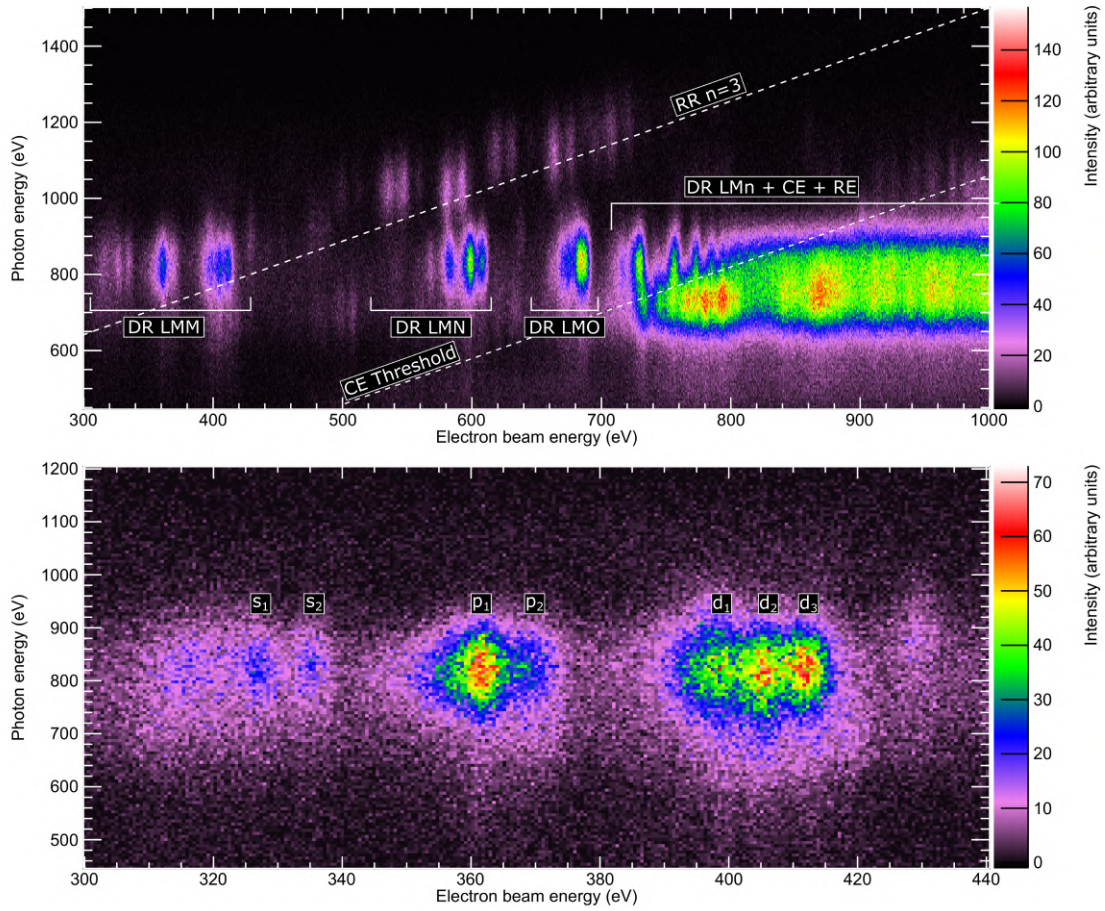 1400
1200
1000
800
600
Photon energy (eV)
RR n=3
DR LMn + CE + RE
DR LMM
DR LMN
DR LMO
CE Threshold
300
400
500
600
700
800
900
1000
Electron beam energy (eV)
140
120
100
80
60
40
20
0
Intensity (arbitrary units)
1200
1100
1000
900
800
700
600
500
Photon energy (eV)
s1
s2
p1
p2
d1
d2
d3
300
320
340
360
380
400
420
440
Electron beam energy (eV)
70
60
50
40
30
20
10
0
Intensity (arbitrary units)